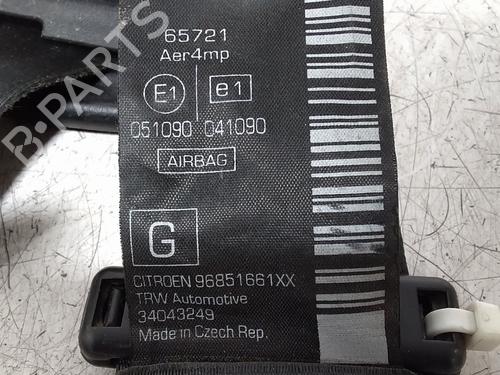 65721
Aer4mp
E1 e1
051090 041090
AIRBAG
G
CITROEN 96851661XX
TRW Automotive
34043249
Made in Czech Rep.
B-PARTS